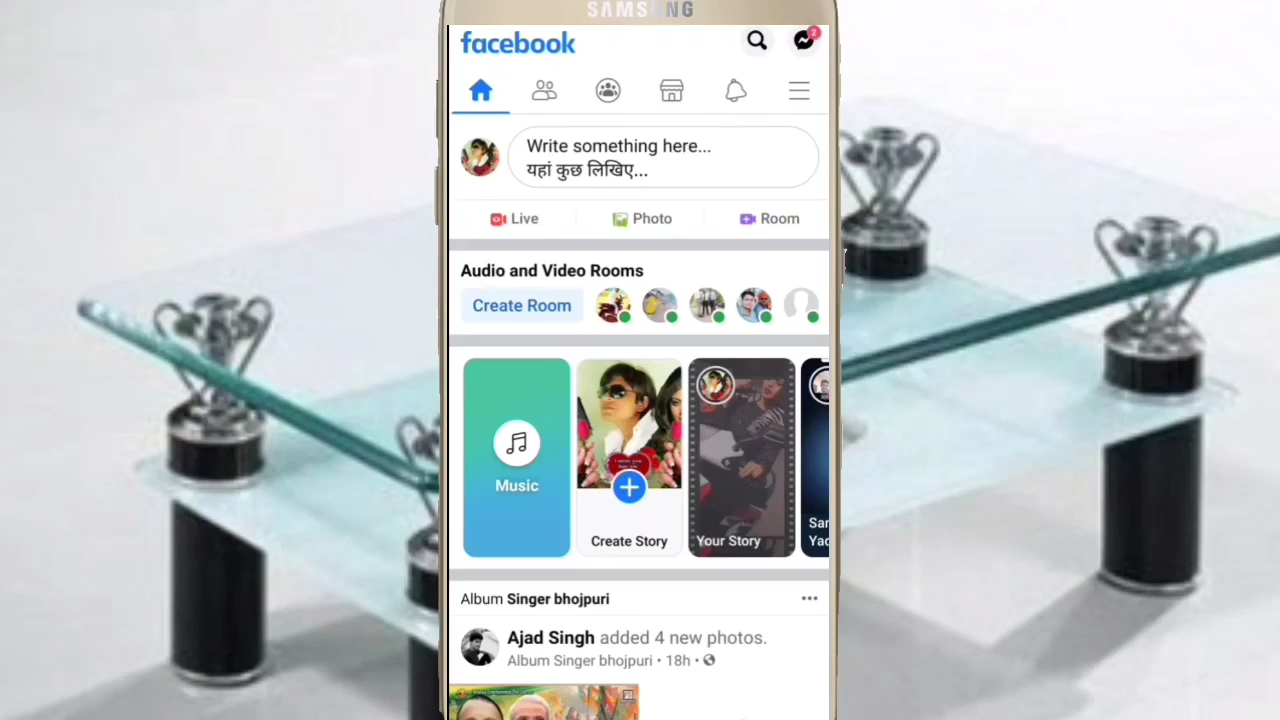 SAMSUNG
facebook
2
Write something here...
यहां कुछ लिखिए...
Live
Photo
Room
Audio and Video Rooms
Create Room
Music
Create Story
Your Story
Album Singer bhojpuri
Ajad Singh added 4 new photos.
Album Singer bhojpuri • 18h •